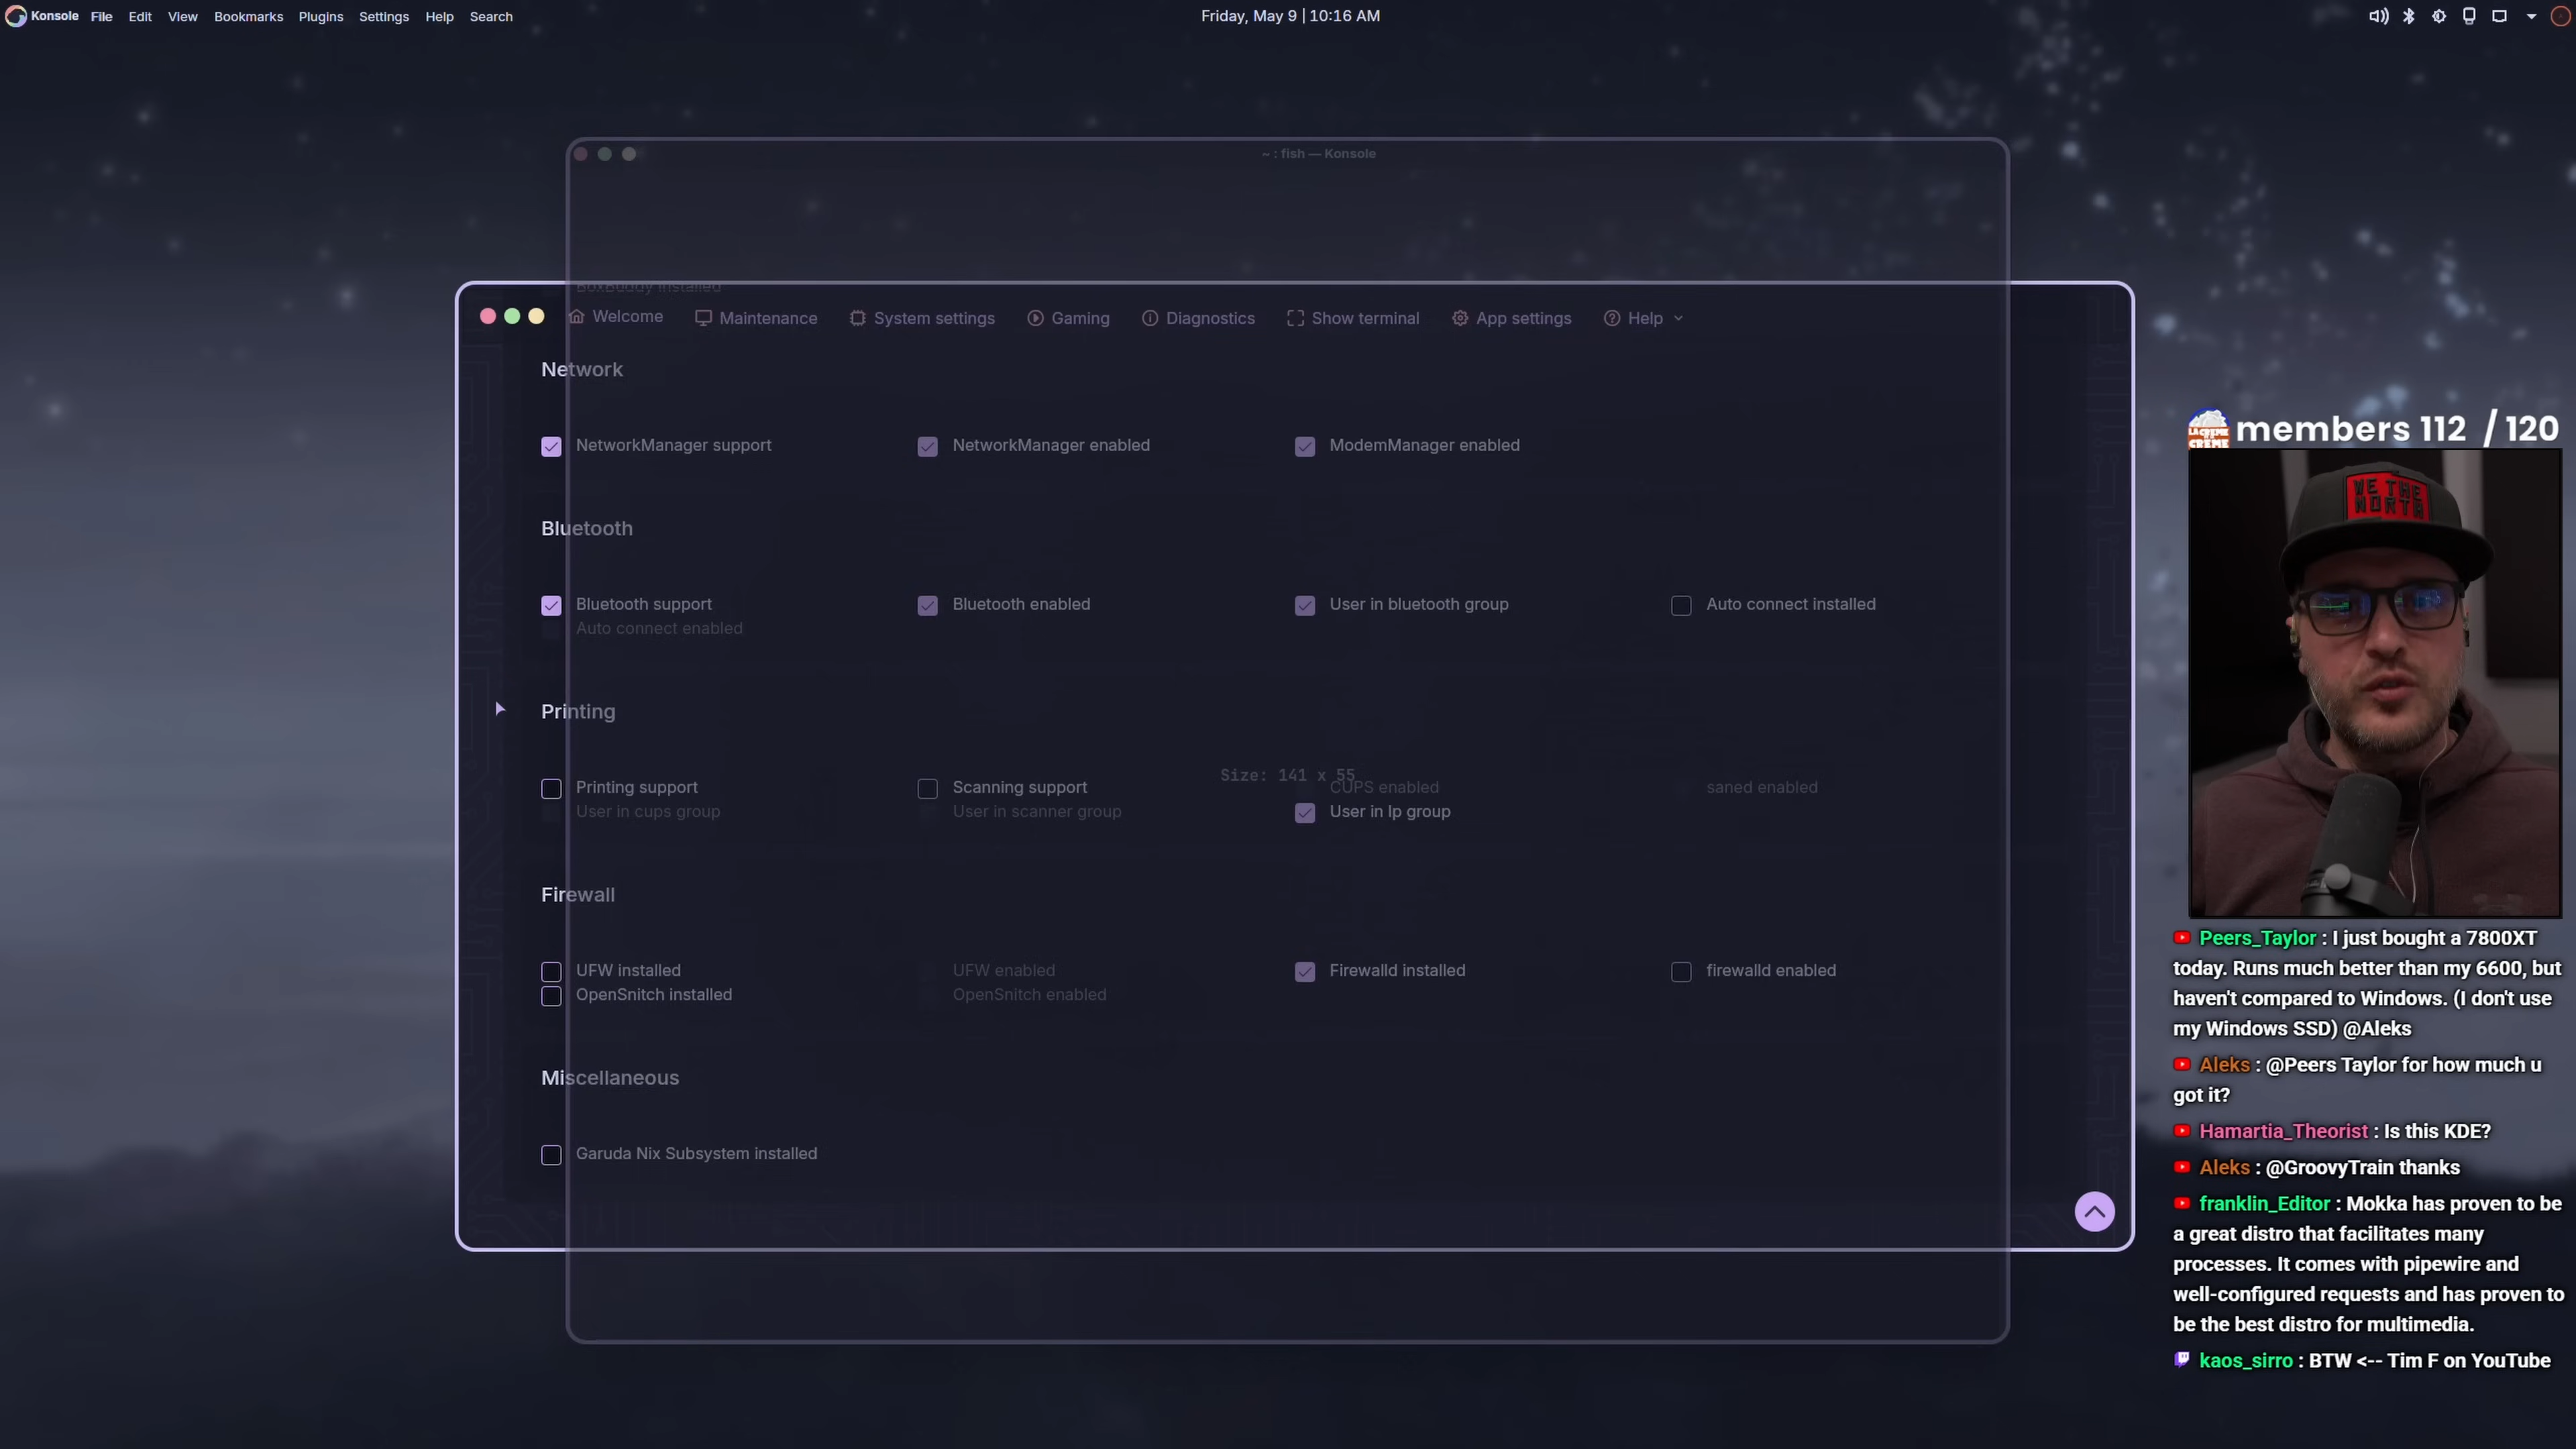 Konsole File Edit View Bookmarks Plugins Settings Help Search
Friday, May 9 | 10:16 AM
~ : fish — Konsole
BoxBuddy installed
Welcome Maintenance System settings Gaming Diagnostics Show terminal App settings Help
Network
NetworkManager support NetworkManager enabled ModemManager enabled
Bluetooth
Bluetooth support Bluetooth enabled User in bluetooth group Auto connect installed
Auto connect enabled
Printing
Size: 141 x 55
Printing support Scanning support CUPS enabled saned enabled
User in cups group User in scanner group User in lp group
Firewall
UFW installed UFW enabled Firewalld installed firewalld enabled
OpenSnitch installed OpenSnitch enabled
Miscellaneous
Garuda Nix Subsystem installed
LA CREME
CREME
members 112 / 120
WE THE
NORTH
Peers_Taylor : I just bought a 7800XT
today. Runs much better than my 6600, but
haven't compared to Windows. (I don't use
my Windows SSD) @Aleks
Aleks : @Peers Taylor for how much u
got it?
Hamartia_Theorist : Is this KDE?
Aleks : @GroovyTrain thanks
franklin_Editor : Mokka has proven to be
a great distro that facilitates many
processes. It comes with pipewire and
well-configured requests and has proven to
be the best distro for multimedia.
kaos_sirro : BTW <-- Tim F on YouTube